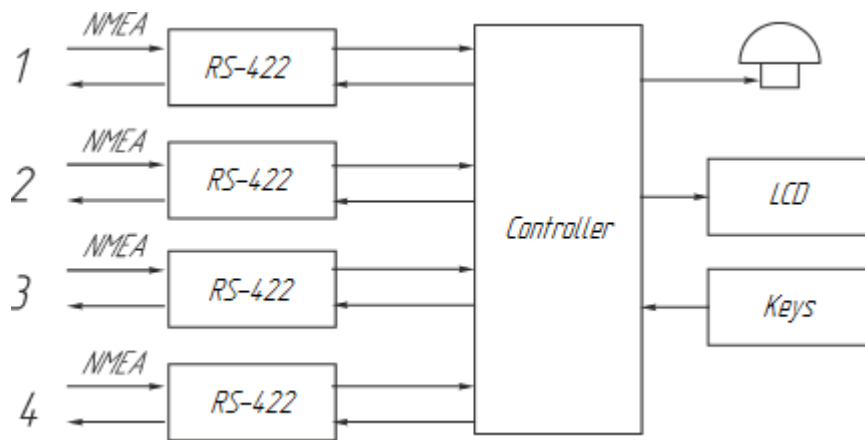 NMEA
1
RS-422
NMEA
2
RS-422
LCD
Controller
NMEA
3
RS-422
Keys
NMEA
4
RS-422